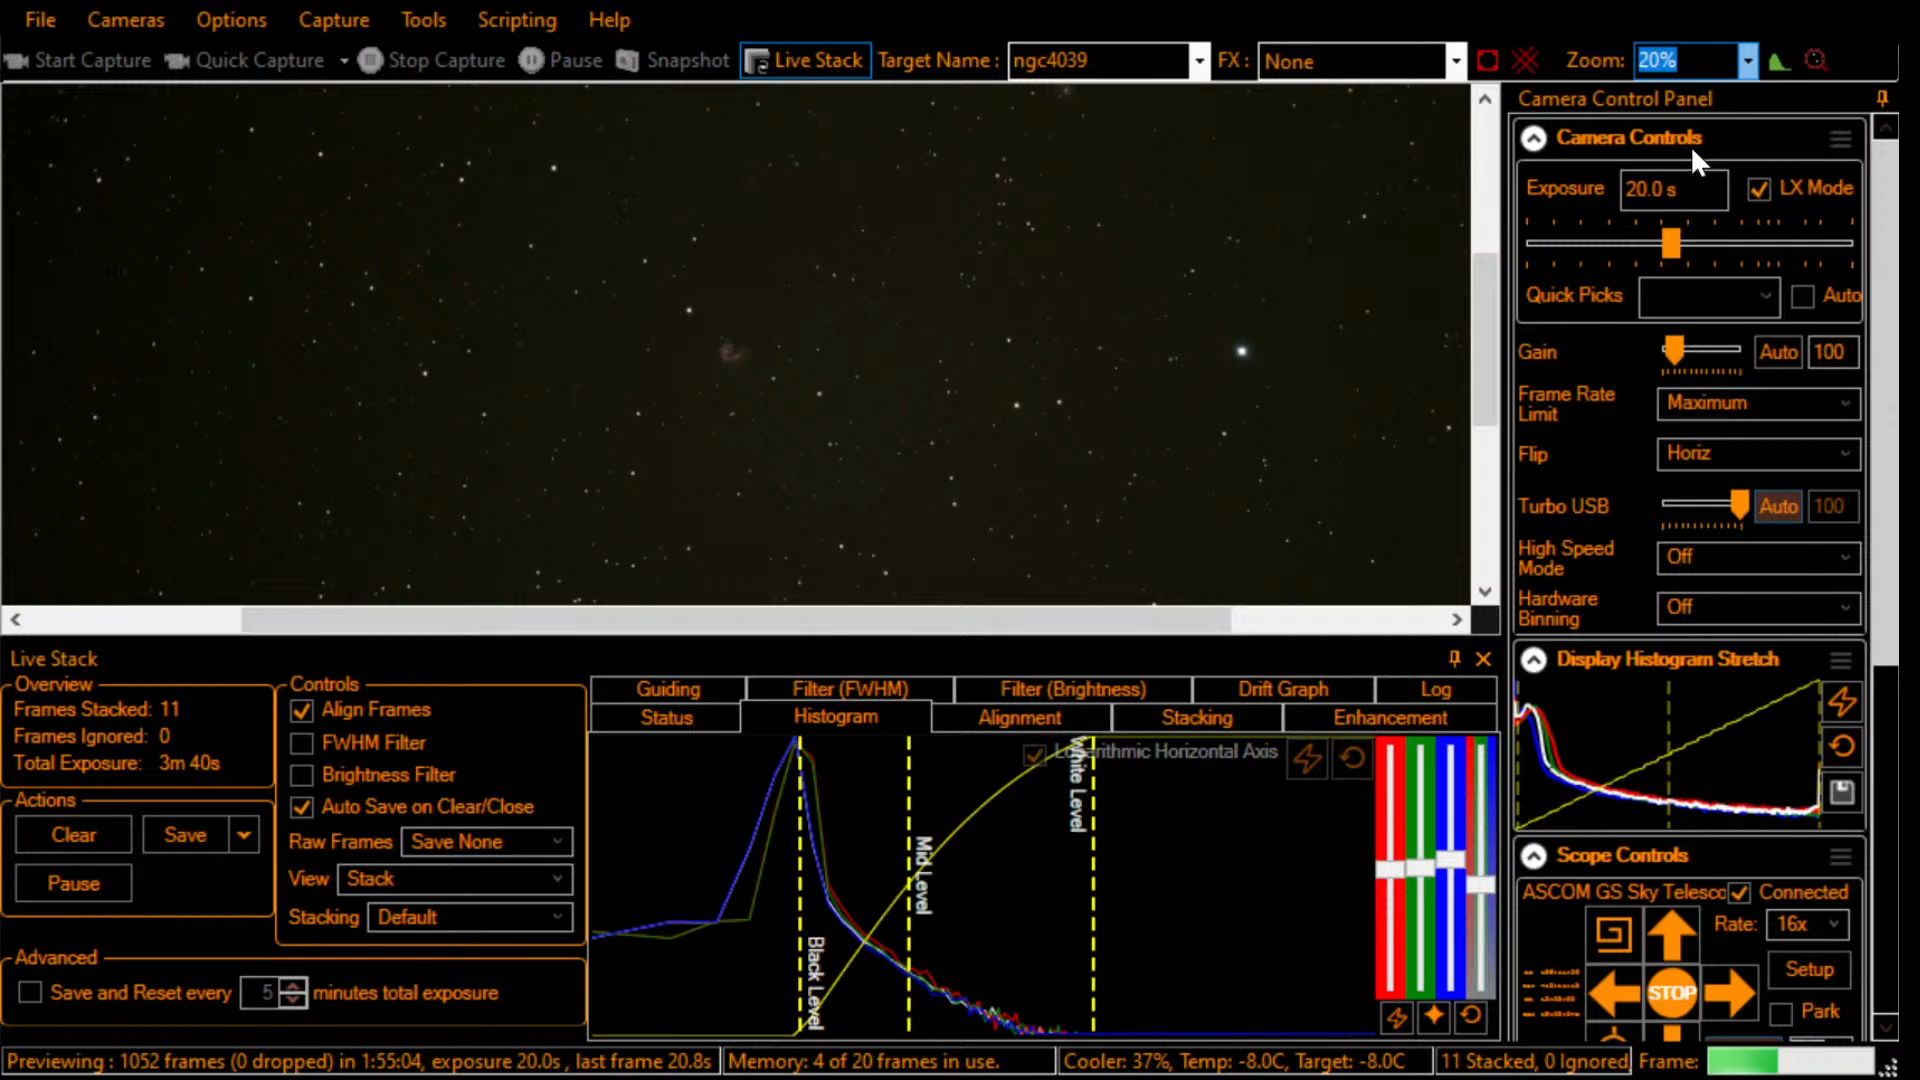 File Cameras Options Capture Tools Scripting Help
Start Capture Quick Capture Stop Capture Pause Snapshot Live Stack Target Name : ngc4039 FX : None Zoom: 20%
Camera Control Panel
Camera Controls
Exposure 20.0 s LX Mode
Quick Picks Auto
Gain Auto 100
Frame Rate Limit Maximum
Flip Horiz
Turbo USB Auto 100
High Speed Mode Off
Hardware Binning Off
Display Histogram Stretch
Scope Controls
ASCOM GS Sky Telesco Connected
Rate: 16x
Setup
STOP
Park
Live Stack
Overview
Frames Stacked: 11
Frames Ignored: 0
Total Exposure: 3m 40s
Actions
Clear Save
Pause
Controls
Align Frames
FWHM Filter
Brightness Filter
Auto Save on Clear/Close
Raw Frames Save None
View Stack
Stacking Default
Advanced
Save and Reset every 5 minutes total exposure
Guiding Filter (FWHM) Filter (Brightness) Drift Graph Log
Status Histogram Alignment Stacking Enhancement
Horizontal Axis
Black Level
Mid Level
White Level
Previewing : 1052 frames (0 dropped) in 1:55:04, exposure 20.0s , last frame 20.8s Memory: 4 of 20 frames in use. Cooler: 37%, Temp: -8.0C, Target: -8.0C 11 Stacked, 0 Ignored, Frame: